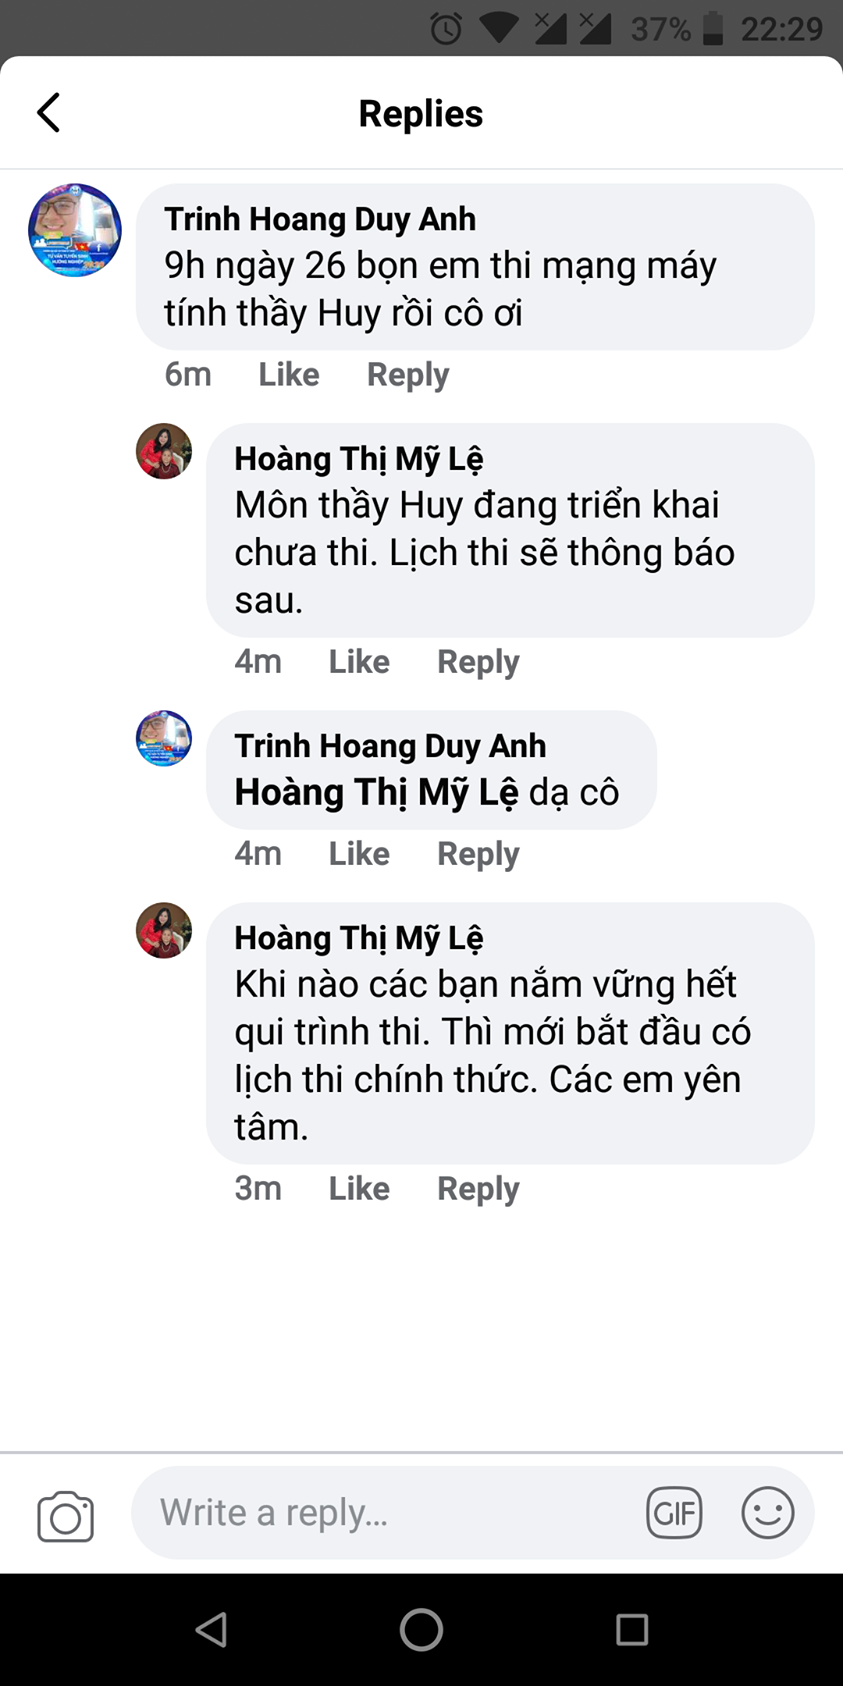 37% 22:29
Replies
Trinh Hoang Duy Anh
9h ngày 26 bọn em thi mạng máy
tính thầy Huy rồi cô ơi
6m Like Reply
Hoàng Thị Mỹ Lệ
Môn thầy Huy đang triển khai
chưa thi. Lịch thi sẽ thông báo
sau.
4m Like Reply
Trinh Hoang Duy Anh
Hoàng Thị Mỹ Lệ dạ cô
4m Like Reply
Hoàng Thị Mỹ Lệ
Khi nào các bạn nắm vững hết
qui trình thi. Thì mới bắt đầu có
lịch thi chính thức. Các em yên
tâm.
3m Like Reply
Write a reply... GIF